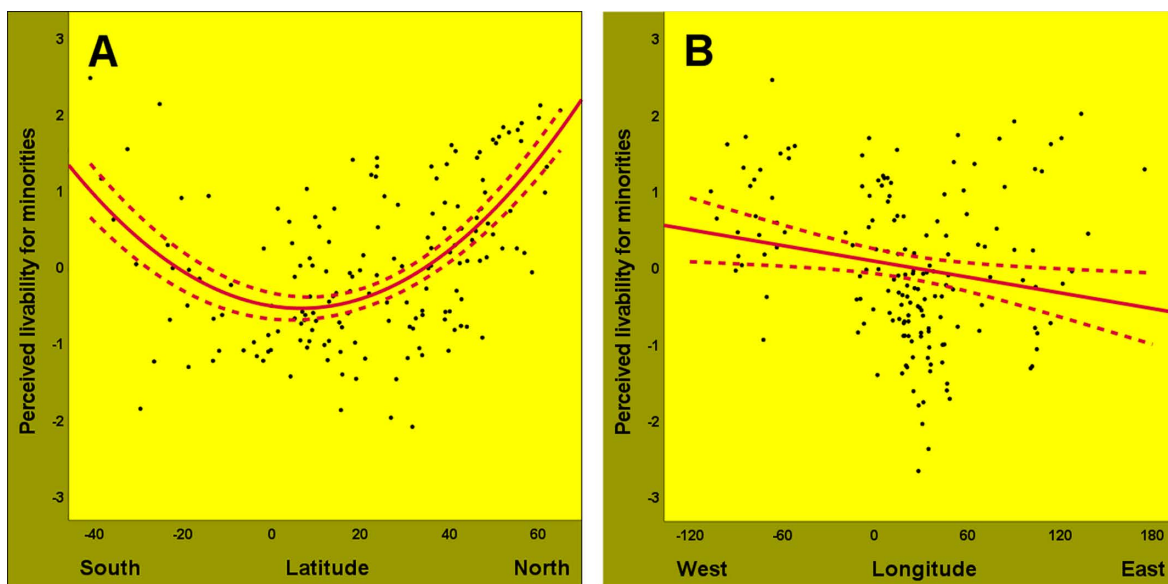 A
Perceived livability for minorities
3
2
1
0
-1
-2
-3
-40 -20 0 20 40 60
South Latitude North
B
Perceived livability for minorities
3
2
1
0
-1
-2
-3
-120 -60 0 60 120 180
West Longitude East